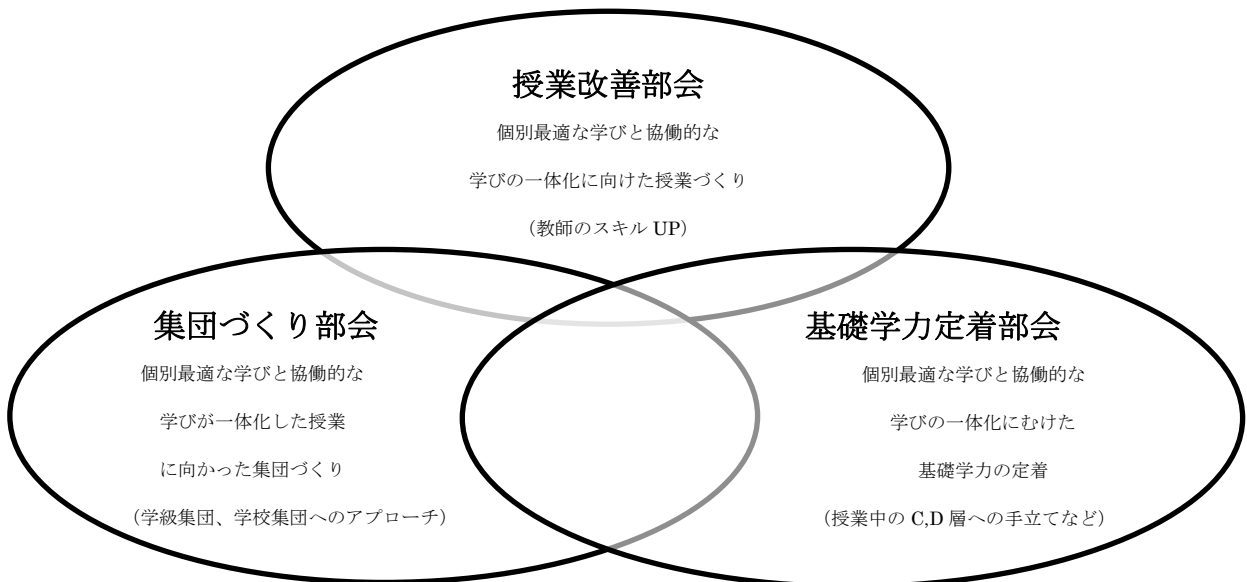 授業改善部会
個別最適な学びと協働的な
学びの一体化に向けた授業づくり
（教師のスキル UP）
集団づくり部会
個別最適な学びと協働的な
学びが一体化した授業
に向かった集団づくり
（学級集団、学校集団へのアプローチ）
基礎学力定着部会
個別最適な学びと協働的な
学びの一体化にむけた
基礎学力の定着
（授業中の C,D 層への手立てなど）